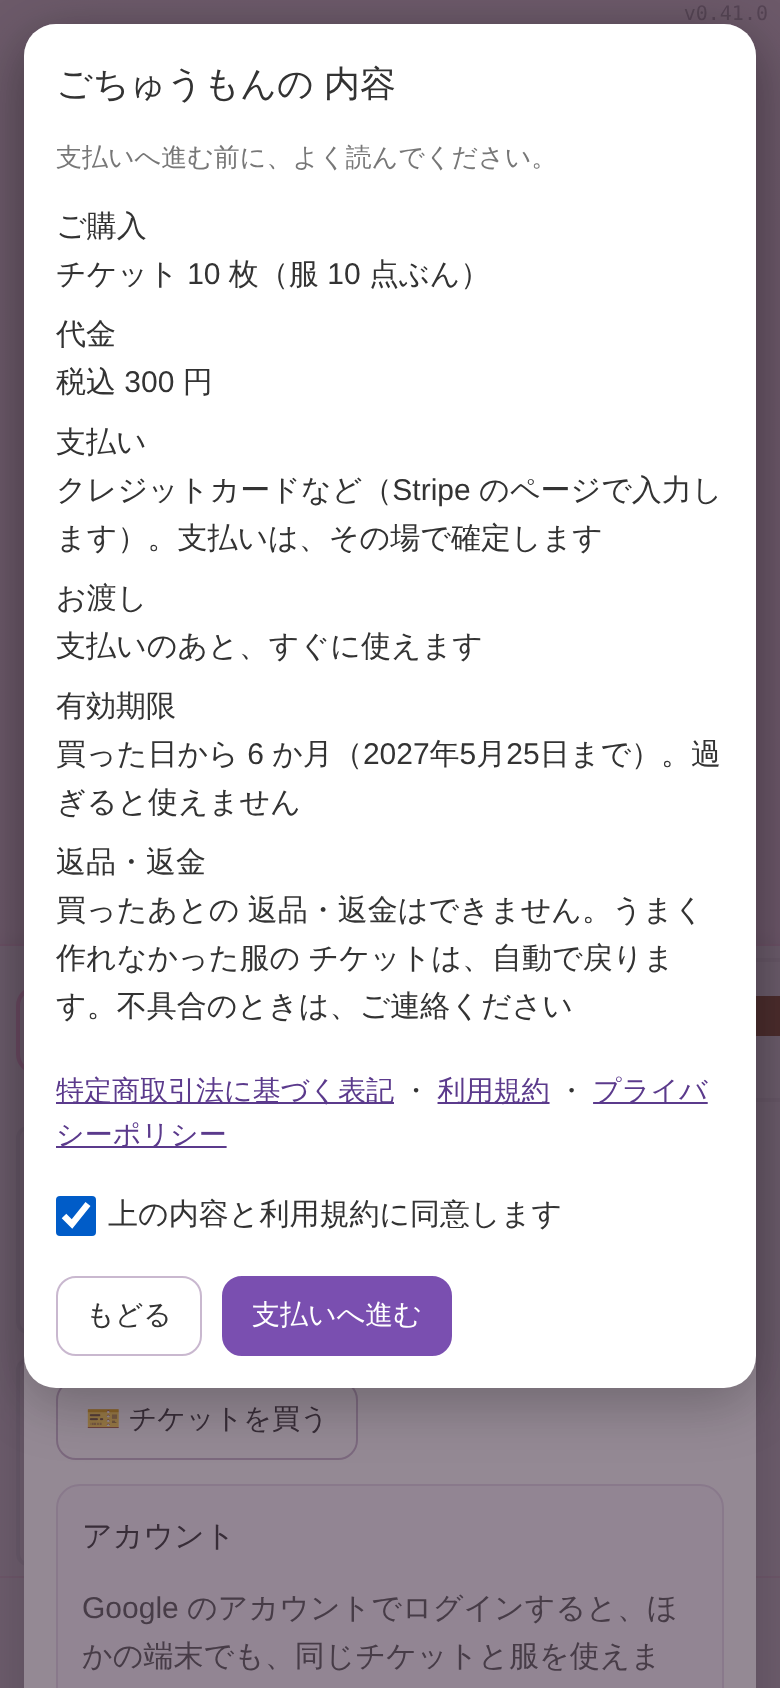 v0.41.0
ごちゅうもんの 内容
支払いへ進む前に、よく読んでください。
ご購入
チケット 10 枚（服 10 点ぶん）
代金
税込 300 円
支払い
クレジットカードなど（Stripe のページで入力し
ます）。支払いは、その場で確定します
お渡し
支払いのあと、すぐに使えます
有効期限
買った日から 6 か月（2027年5月25日まで）。過
ぎると使えません
返品・返金
買ったあとの 返品・返金はできません。うまく
作れなかった服の チケットは、自動で戻りま
す。不具合のときは、ご連絡ください
特定商取引法に基づく表記 ・ 利用規約 ・ プライバ
シーポリシー
上の内容と利用規約に同意します
もどる 支払いへ進む
🎫 チケットを買う
アカウント
Google のアカウントでログインすると、ほ
かの端末でも、同じチケットと服を使えま